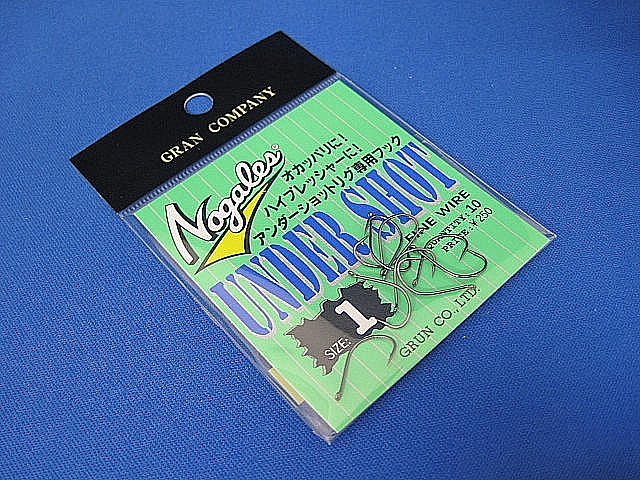 GRAN COMPANY
Nogales
オカッパリに!
ハイプレッシャーに!
アンダーショットリグ専用フック
UNDER SHOT
FINE WIRE
QUANTITY: 10
PRICE: ¥250
SIZE: 1
GRUN CO., LTD.